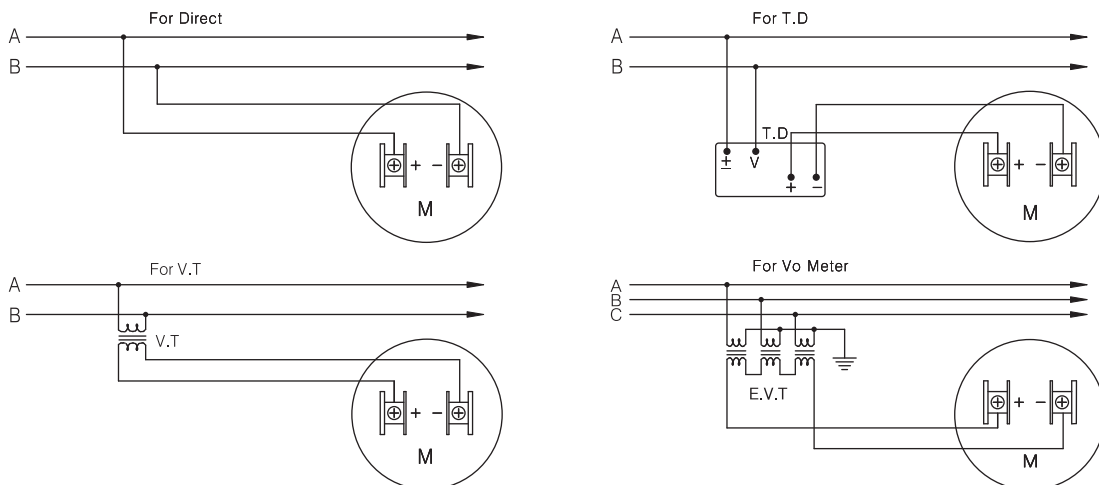 For Direct
A
B
+ −
M
For T.D
A
B
T.D
± V
+ −
+ −
M
For V.T
A
B
V.T
+ −
M
For Vo Meter
A
B
C
E.V.T
+ −
M